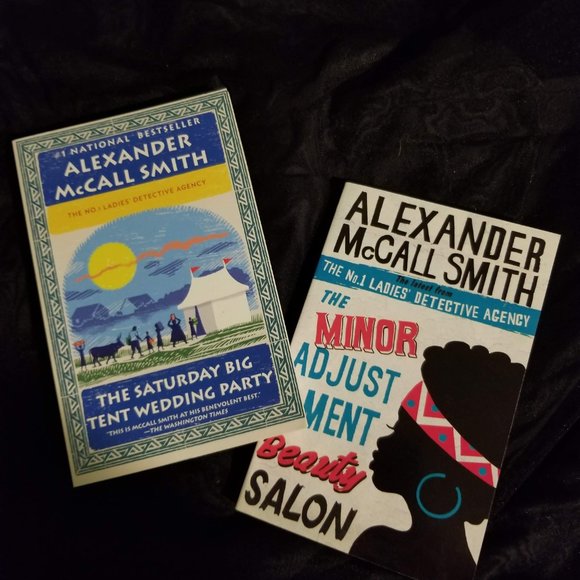 #1 NATIONAL BESTSELLER
ALEXANDER
McCALL SMITH
THE NO.1 LADIES' DETECTIVE AGENCY
THE SATURDAY BIG
TENT WEDDING PARTY
"THIS IS MCCALL SMITH AT HIS BENEVOLENT BEST."
—THE WASHINGTON TIMES
ALEXANDER
McCALL SMITH
The latest from
THE No.1 LADIES' DETECTIVE AGENCY
THE
MINOR
ADJUST
MENT
Beauty
SALON